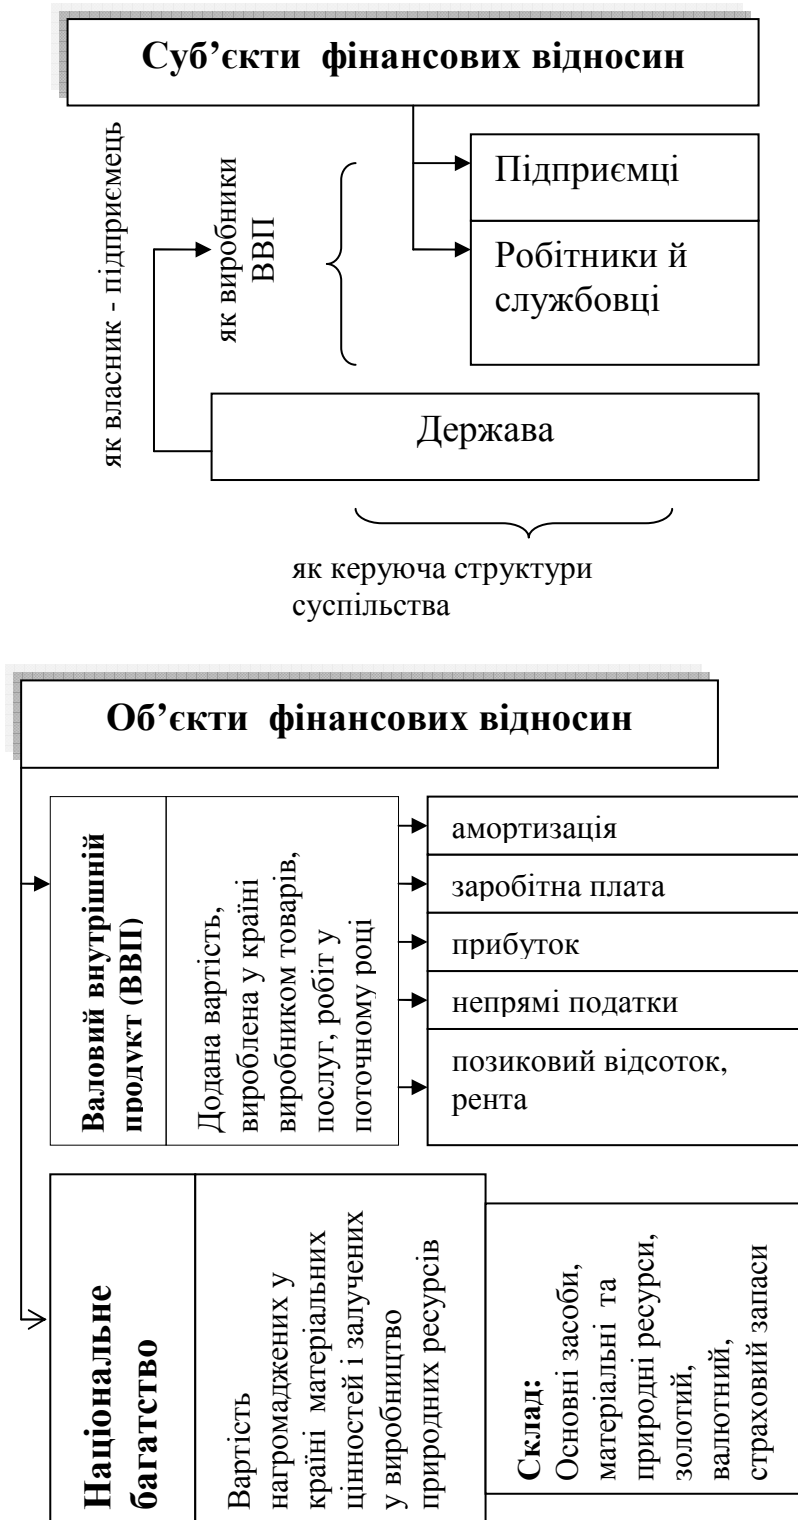 Суб’єкти фінансових відносин
як власник - підприємець
як виробники
ВВП
Підприємці
Робітники й
службовці
Держава
як керуюча структури
суспільства
Об’єкти фінансових відносин
Валовий внутрішній
продукт (ВВП)
Додана вартість,
вироблена у країні
виробником товарів,
послуг, робіт у
поточному році
амортизація
заробітна плата
прибуток
непрямі податки
позиковий відсоток,
рента
Національне
багатство
Вартість
нагромаджених у
країні матеріальних
цінностей і залучених
у виробництво
природних ресурсів
Склад:
Основні засоби,
матеріальні та
природні ресурси,
золотий,
валютний,
страховий запаси